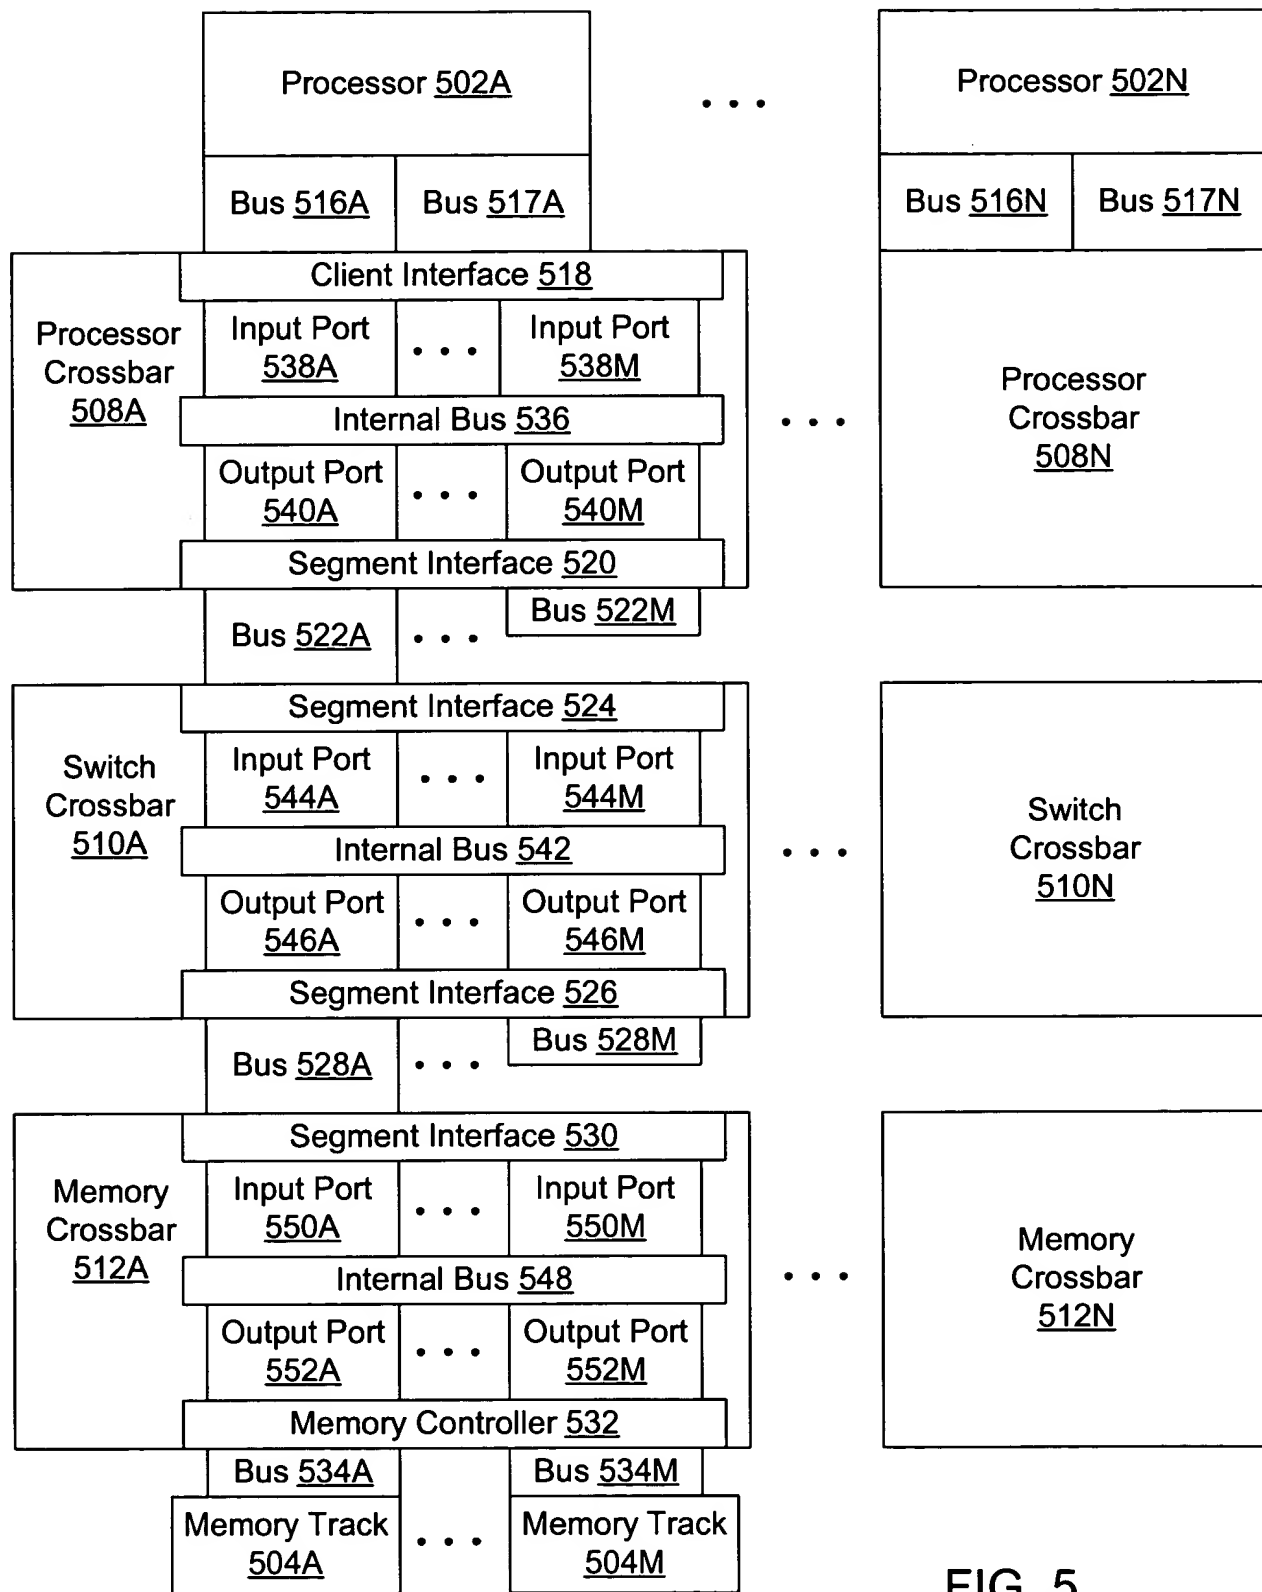 Processor 502A
. . .
Processor 502N
Bus 516A
Bus 517A
Bus 516N
Bus 517N
Client Interface 518
Processor
Crossbar
508A
Input Port
538A
. . .
Input Port
538M
Internal Bus 536
Output Port
540A
. . .
Output Port
540M
Segment Interface 520
. . .
Processor
Crossbar
508N
Bus 522A
. . .
Bus 522M
Segment Interface 524
Switch
Crossbar
510A
Input Port
544A
. . .
Input Port
544M
Internal Bus 542
Output Port
546A
. . .
Output Port
546M
Segment Interface 526
. . .
Switch
Crossbar
510N
Bus 528A
. . .
Bus 528M
Segment Interface 530
Memory
Crossbar
512A
Input Port
550A
. . .
Input Port
550M
Internal Bus 548
Output Port
552A
. . .
Output Port
552M
Memory Controller 532
. . .
Memory
Crossbar
512N
Bus 534A
Bus 534M
Memory Track
504A
. . .
Memory Track
504M
FIG. 5